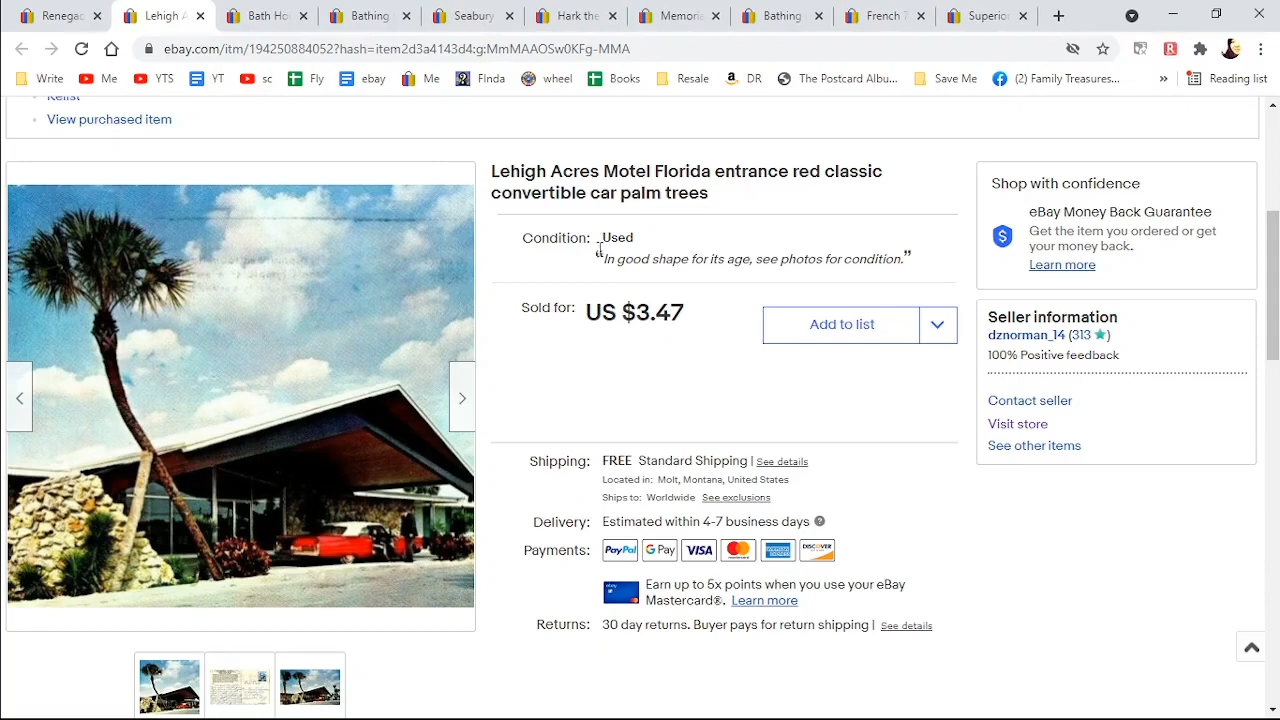 Renegac
Lehigh A
Bath Ho
Bathing
Seabury
Hark the
Memoria
Bathing
French 7
Superior
ebay.com/itm/194250884052?hash=item2d3a4143d4:g:MmMAAOSw0KFg-MMA
Write
Me
YTS
YT
sc
Fly
ebay
Me
FInda
wheel
Books
Resale
DR
The Postcard Albu...
Save Me
(2) Family Treasures...
»
Reading list
Relist
View purchased item
Lehigh Acres Motel Florida entrance red classic
convertible car palm trees
Condition: Used
“In good shape for its age, see photos for condition.”
Sold for: US $3.47
Add to list
Shop with confidence
eBay Money Back Guarantee
Get the item you ordered or get
your money back.
Learn more
Seller information
dznorman_14 (313 ★)
100% Positive feedback
Contact seller
Visit store
See other items
Shipping: FREE Standard Shipping | See details
Located in: Molt, Montana, United States
Ships to: Worldwide See exclusions
Delivery: Estimated within 4-7 business days
Payments: PayPal G Pay VISA DISCOVER
Earn up to 5x points when you use your eBay
Mastercard®. Learn more
Returns: 30 day returns. Buyer pays for return shipping | See details